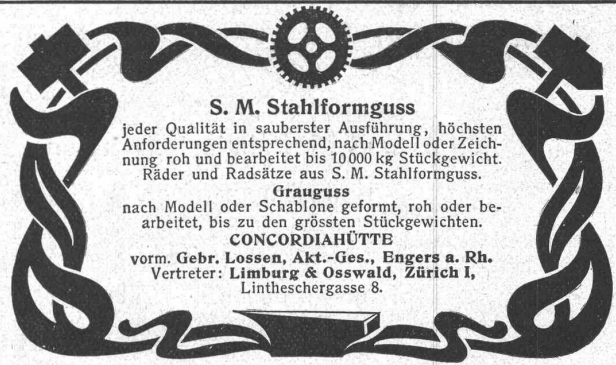 S. M. Stahlformguss
jeder Qualität in sauberster Ausführung, höchsten
Anforderungen entsprechend, nach Modell oder Zeich-
nung roh und bearbeitet bis 10000 kg Stückgewicht.
Räder und Radsätze aus S. M. Stahlformguss.
Grauguss
nach Modell oder Schablone geformt, roh oder be-
arbeitet, bis zu den grössten Stückgewichten.
CONCORDIAHÜTTE
vorm. Gebr. Lossen, Akt.-Ges., Engers a. Rh.
Vertreter: Limburg & Osswald, Zürich I,
Lintheschergasse 8.